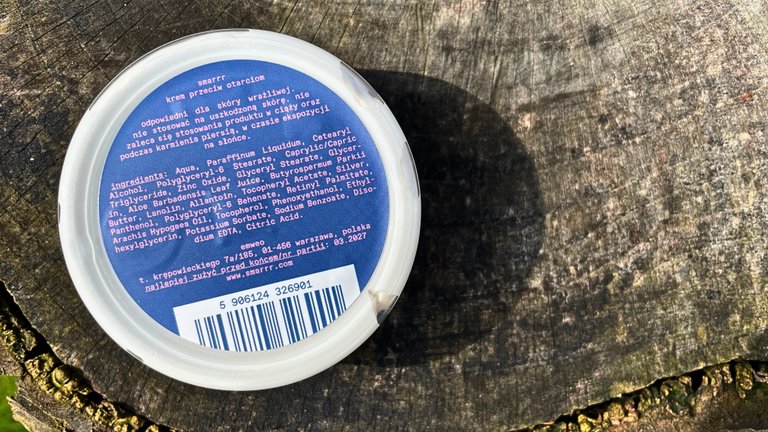 smarrr
krem przeciw otarciom
odpowiedni dla skóry wrażliwej.
nie stosować na uszkodzoną skórę. nie
zaleca się stosowania produktu w ciąży oraz
podczas karmienia piersią, w czasie ekspozycji
na słońce.
ingredients: Aqua, Paraffinum Liquidum, Cetearyl
Alcohol, Polyglyceryl-6 Stearate, Caprylic/Capric
Triglyceride, Zinc Oxide, Glyceryl Stearate, Glycer-
in, Aloe Barbadensis Leaf Juice, Butyrospermum Parkii
Butter, Lanolin, Allantoin, Tocopheryl Acetate, Silver,
Panthenol, Polyglyceryl-6 Behenate, Retinyl Palmitate,
Arachis Hypogaea Oil, Tocopherol, Phenoxyethanol, Ethyl-
hexylglycerin, Potassium Sorbate, Sodium Benzoate, Diso-
dium EDTA, Citric Acid.
emweo
t. krępowieckiego 7a/185, 01-456 warszawa, polska
najlepiej zużyć przed końcem/nr partii: 03.2027
www.smarrr.com
5 906124 326901